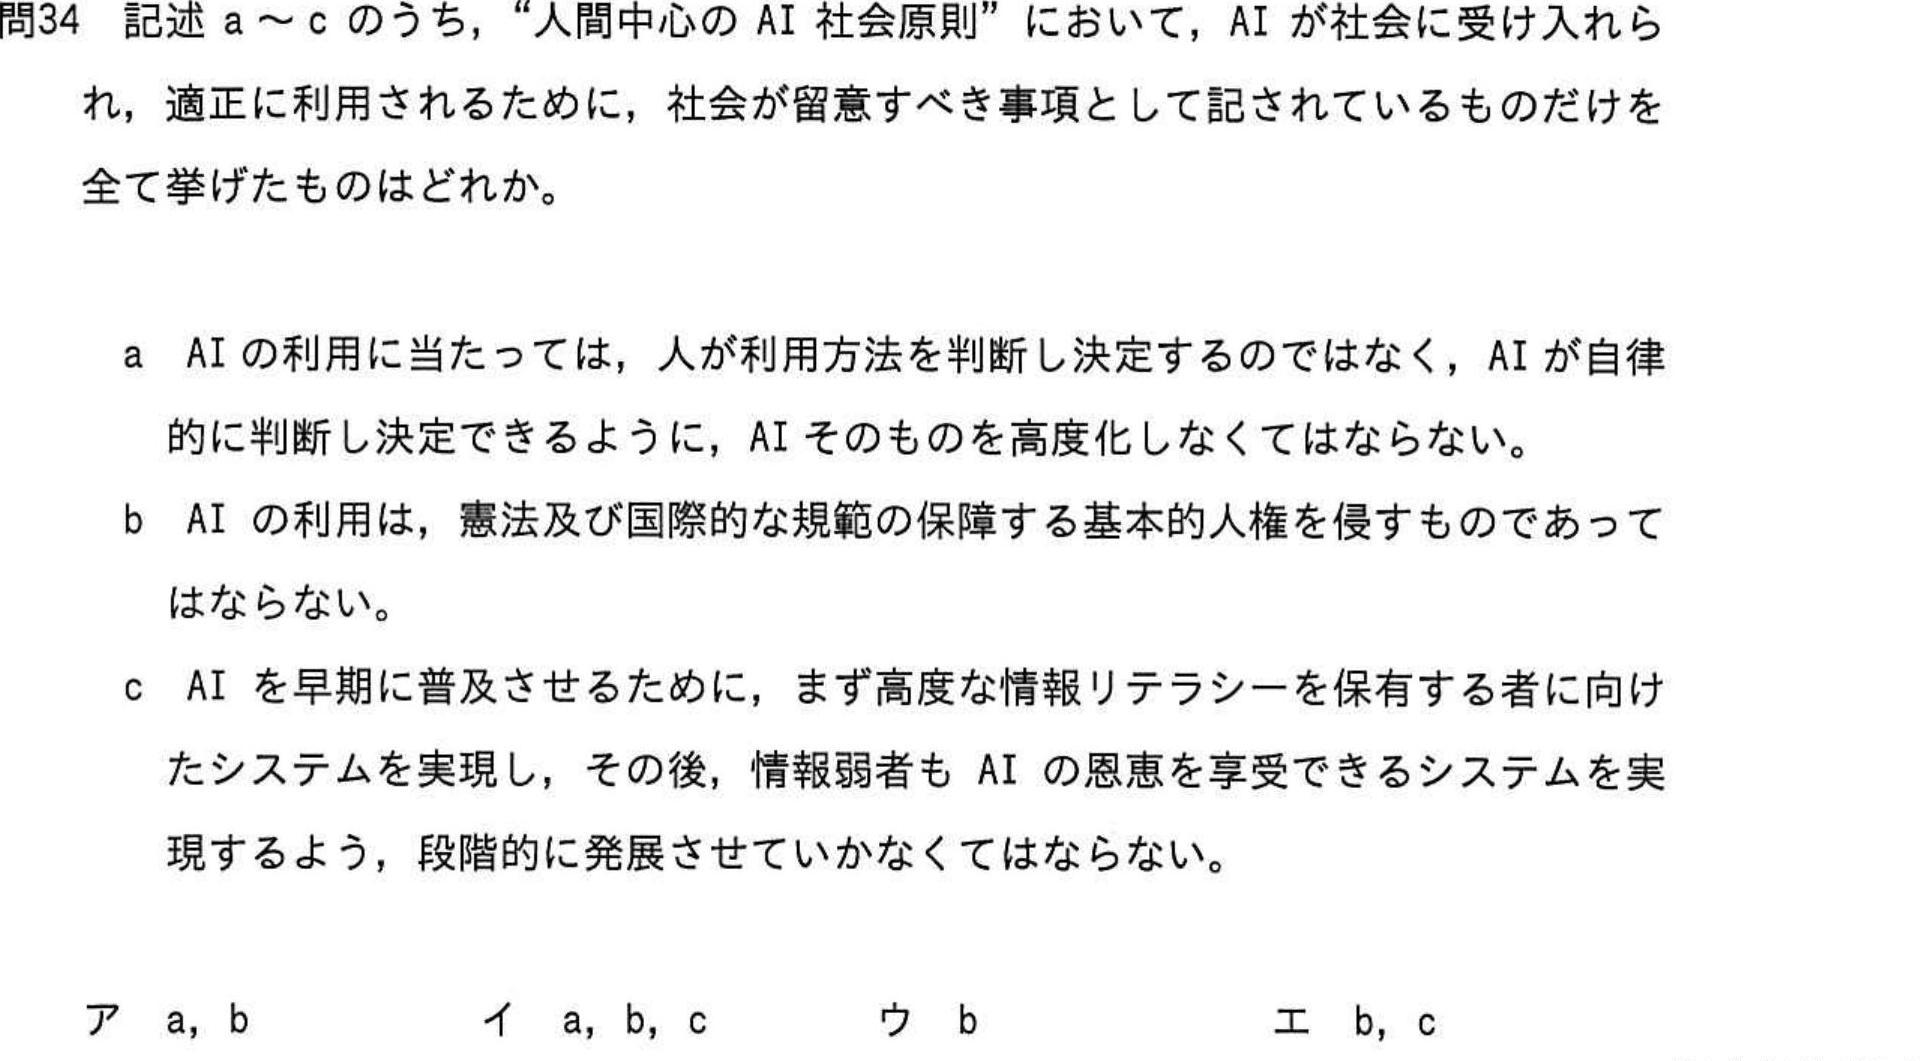 問34　記述 a～c のうち，“人間中心の AI 社会原則”において，AI が社会に受け入れら
れ，適正に利用されるために，社会が留意すべき事項として記されているものだけを
全て挙げたものはどれか。
a　AI の利用に当たっては，人が利用方法を判断し決定するのではなく，AI が自律
的に判断し決定できるように，AI そのものを高度化しなくてはならない。
b　AI の利用は，憲法及び国際的な規範の保障する基本的人権を侵すものであって
はならない。
c　AI を早期に普及させるために，まず高度な情報リテラシーを保有する者に向け
たシステムを実現し，その後，情報弱者も AI の恩恵を享受できるシステムを実
現するよう，段階的に発展させていかなくてはならない。
ア　a，b　イ　a，b，c　ウ　b　エ　b，c